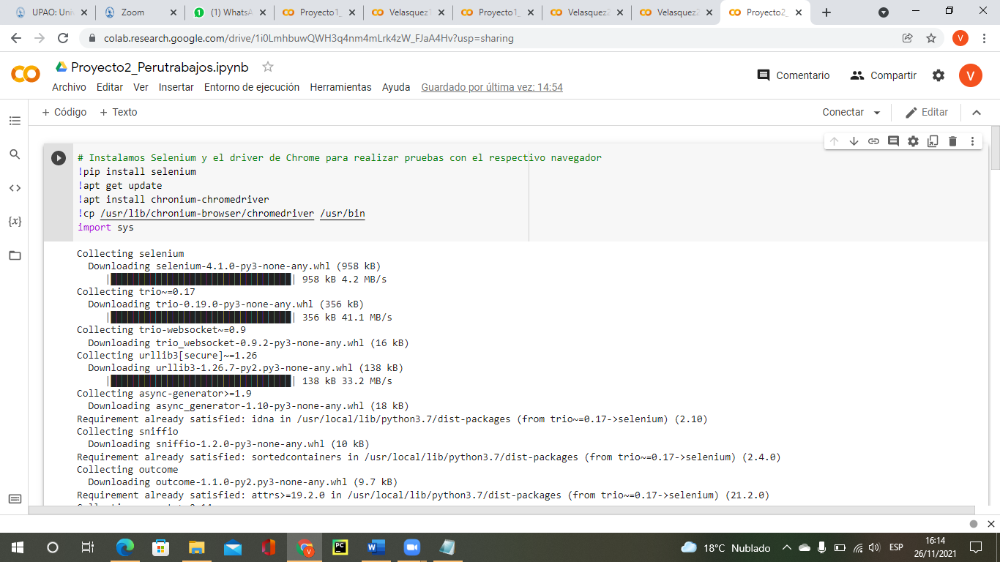 UPAO: Uni
Zoom
(1) WhatsA
Proyecto1_
Velasquez1
Proyecto1_
Velasquez2
Velasquez2
Proyecto2_
colab.research.google.com/drive/1i0LmhbuwQWH3q4nm4mLrk4zW_FJaA4Hv?usp=sharing
V
Proyecto2_Perutrabajos.ipynb
Comentario
Compartir
V
Archivo Editar Ver Insertar Entorno de ejecución Herramientas Ayuda Guardado por última vez: 14:54
+ Código + Texto
Conectar
Editar
# Instalamos Selenium y el driver de Chrome para realizar pruebas con el respectivo navegador
!pip install selenium
!apt get update
!apt install chronium-chromedriver
!cp /usr/lib/chronium-browser/chromedriver /usr/bin
import sys
Collecting selenium
Downloading selenium-4.1.0-py3-none-any.whl (958 kB)
958 kB 4.2 MB/s
Collecting trio~=0.17
Downloading trio-0.19.0-py3-none-any.whl (356 kB)
356 kB 41.1 MB/s
Collecting trio-websocket~=0.9
Downloading trio_websocket-0.9.2-py3-none-any.whl (16 kB)
Collecting urllib3[secure]~=1.26
Downloading urllib3-1.26.7-py2.py3-none-any.whl (138 kB)
138 kB 33.2 MB/s
Collecting async-generator>=1.9
Downloading async_generator-1.10-py3-none-any.whl (18 kB)
Requirement already satisfied: idna in /usr/local/lib/python3.7/dist-packages (from trio~=0.17->selenium) (2.10)
Collecting sniffio
Downloading sniffio-1.2.0-py3-none-any.whl (10 kB)
Requirement already satisfied: sortedcontainers in /usr/local/lib/python3.7/dist-packages (from trio~=0.17->selenium) (2.4.0)
Collecting outcome
Downloading outcome-1.1.0-py2.py3-none-any.whl (9.7 kB)
Requirement already satisfied: attrs>=19.2.0 in /usr/local/lib/python3.7/dist-packages (from trio~=0.17->selenium) (21.2.0)
18°C Nublado
ESP
16:14
26/11/2021